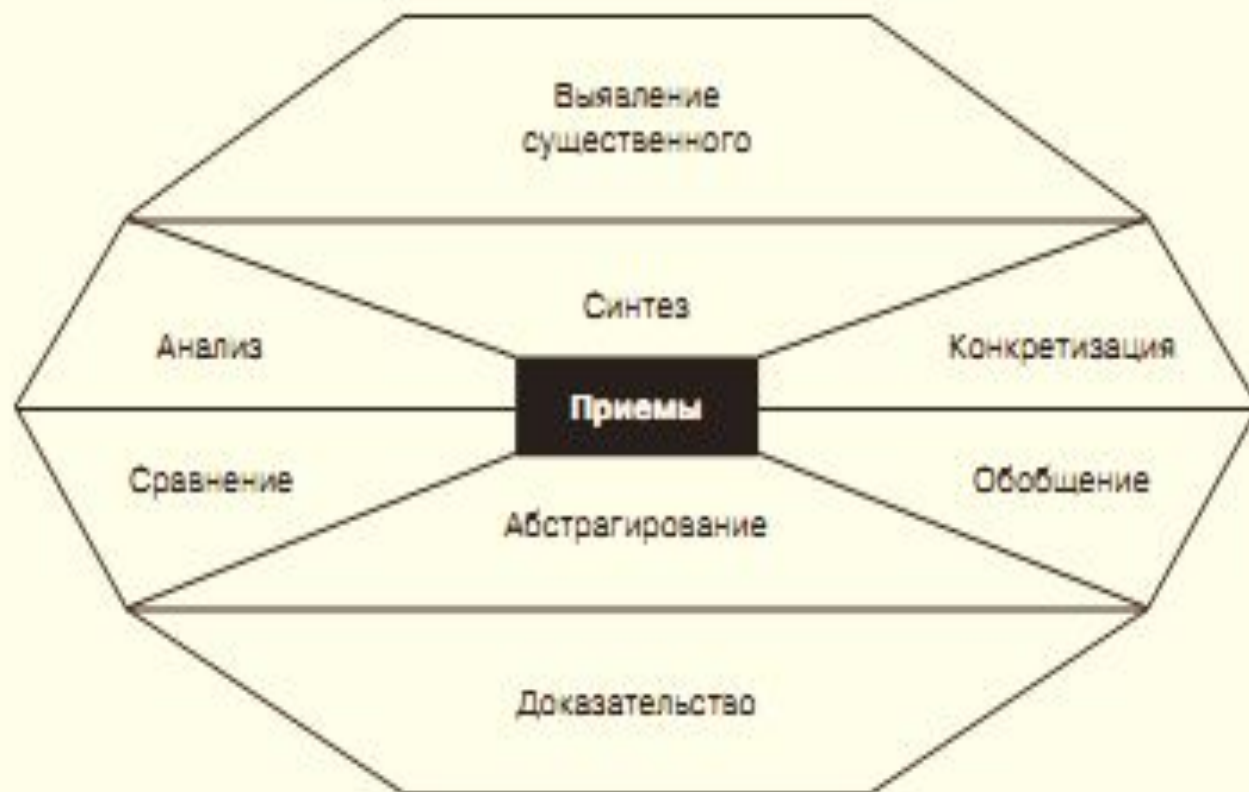 Выявление
существенного
Синтез
Анализ
Конкретизация
Приемы
Сравнение
Обобщение
Абстрагирование
Доказательство